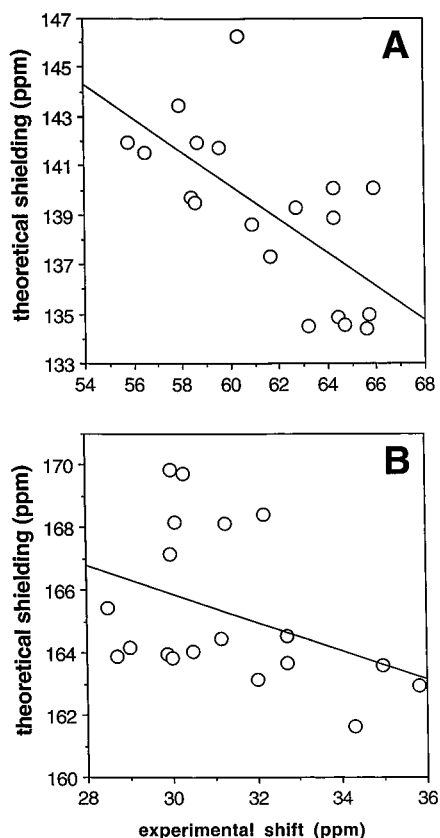 A
theoretical shielding (ppm)
147
145
143
141
139
137
135
133
54 56 58 60 62 64 66 68
B
theoretical shielding (ppm)
170
168
166
164
162
160
28 30 32 34 36
experimental shift (ppm)